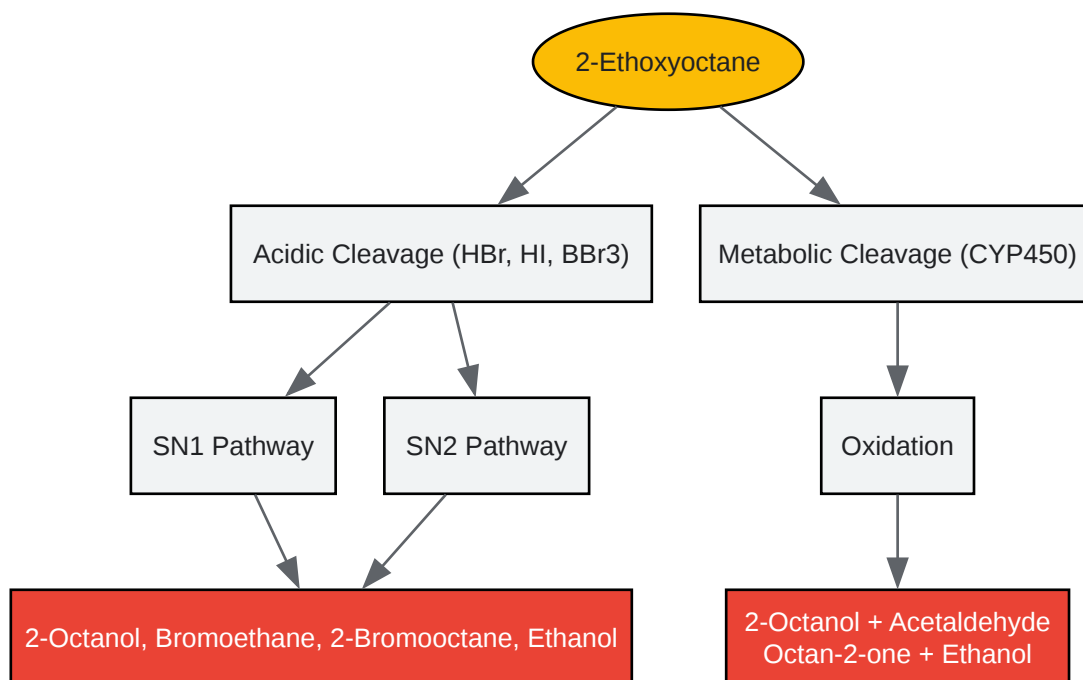 2-Ethoxyoctane
Acidic Cleavage (HBr, HI, BBr3)
Metabolic Cleavage (CYP450)
SN1 Pathway
SN2 Pathway
Oxidation
2-Octanol, Bromoethane, 2-Bromooctane, Ethanol
2-Octanol + Acetaldehyde
Octan-2-one + Ethanol